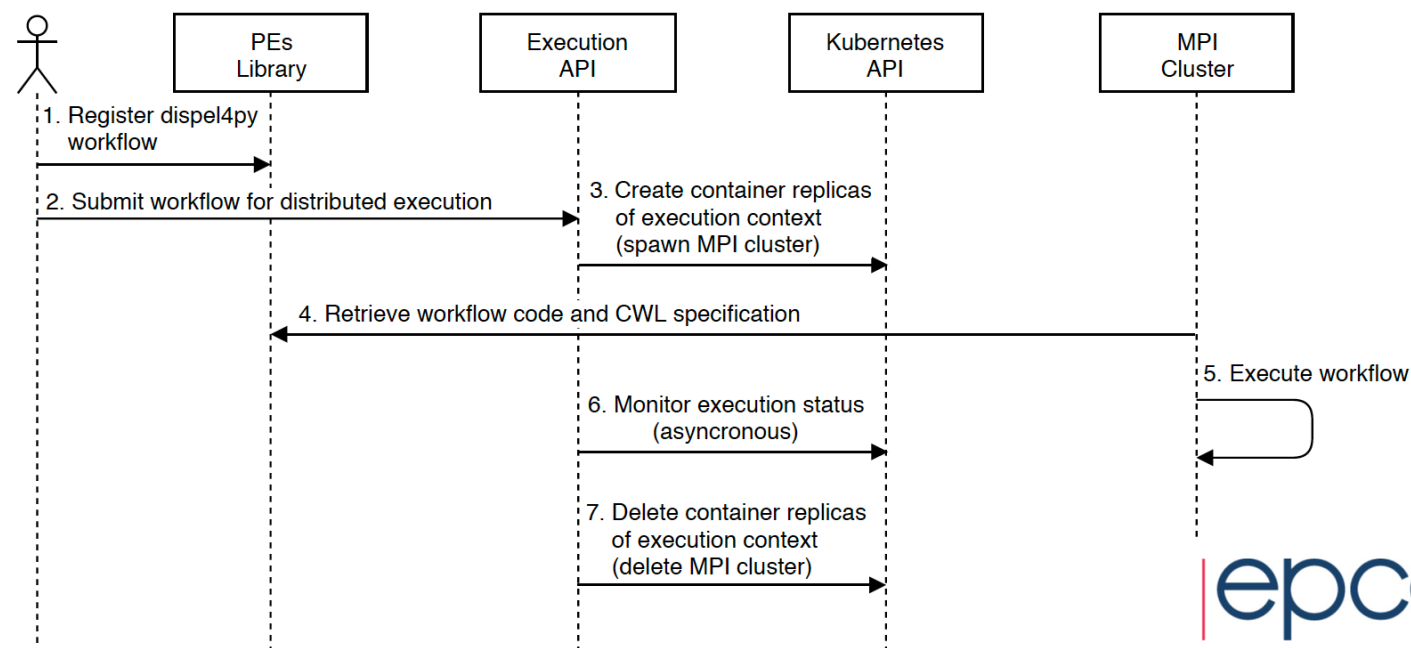 PEs
Library
Execution
API
Kubernetes
API
MPI
Cluster
1. Register dispel4py
workflow
2. Submit workflow for distributed execution
3. Create container replicas
of execution context
(spawn MPI cluster)
4. Retrieve workflow code and CWL specification
5. Execute workflow
6. Monitor execution status
(asyncronous)
7. Delete container replicas
of execution context
(delete MPI cluster)
epc